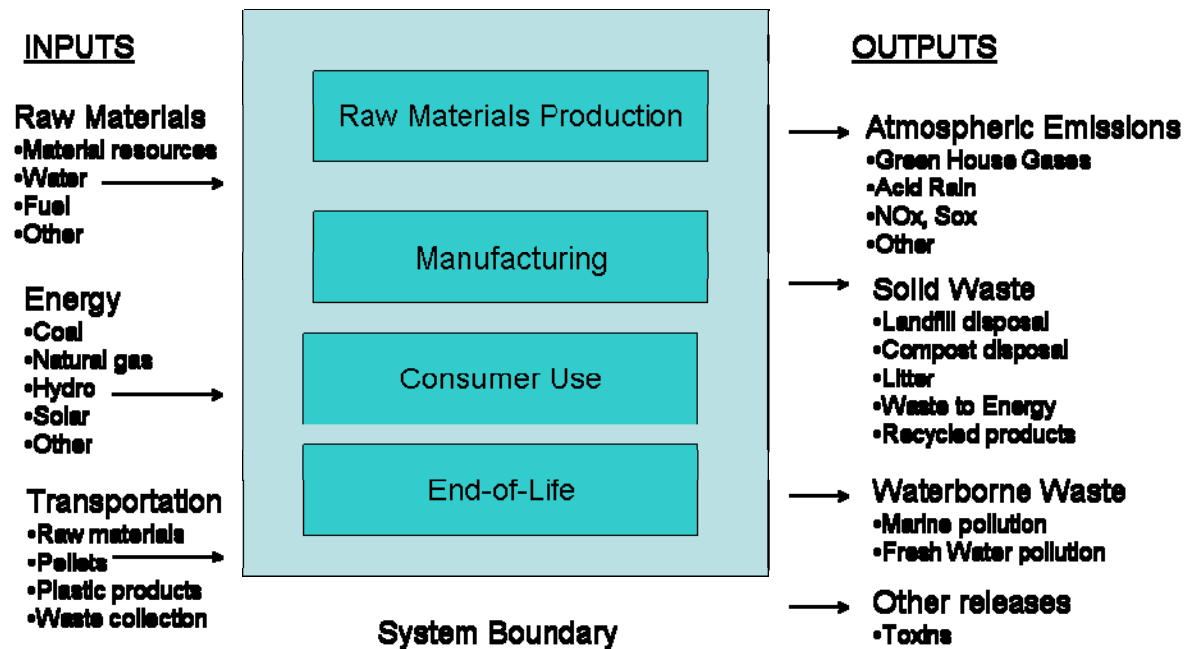 INPUTS
Raw Materials
•Material resources
•Water
•Fuel
•Other
Energy
•Coal
•Natural gas
•Hydro
•Solar
•Other
Transportation
•Raw materials
•Pellets
•Plastic products
•Waste collection
Raw Materials Production
Manufacturing
Consumer Use
End-of-Life
System Boundary
OUTPUTS
Atmospheric Emissions
•Green House Gases
•Acid Rain
•NOx, Sox
•Other
Solid Waste
•Landfill disposal
•Compost disposal
•Litter
•Waste to Energy
•Recycled products
Waterborne Waste
•Marine pollution
•Fresh Water pollution
Other releases
•Toxins